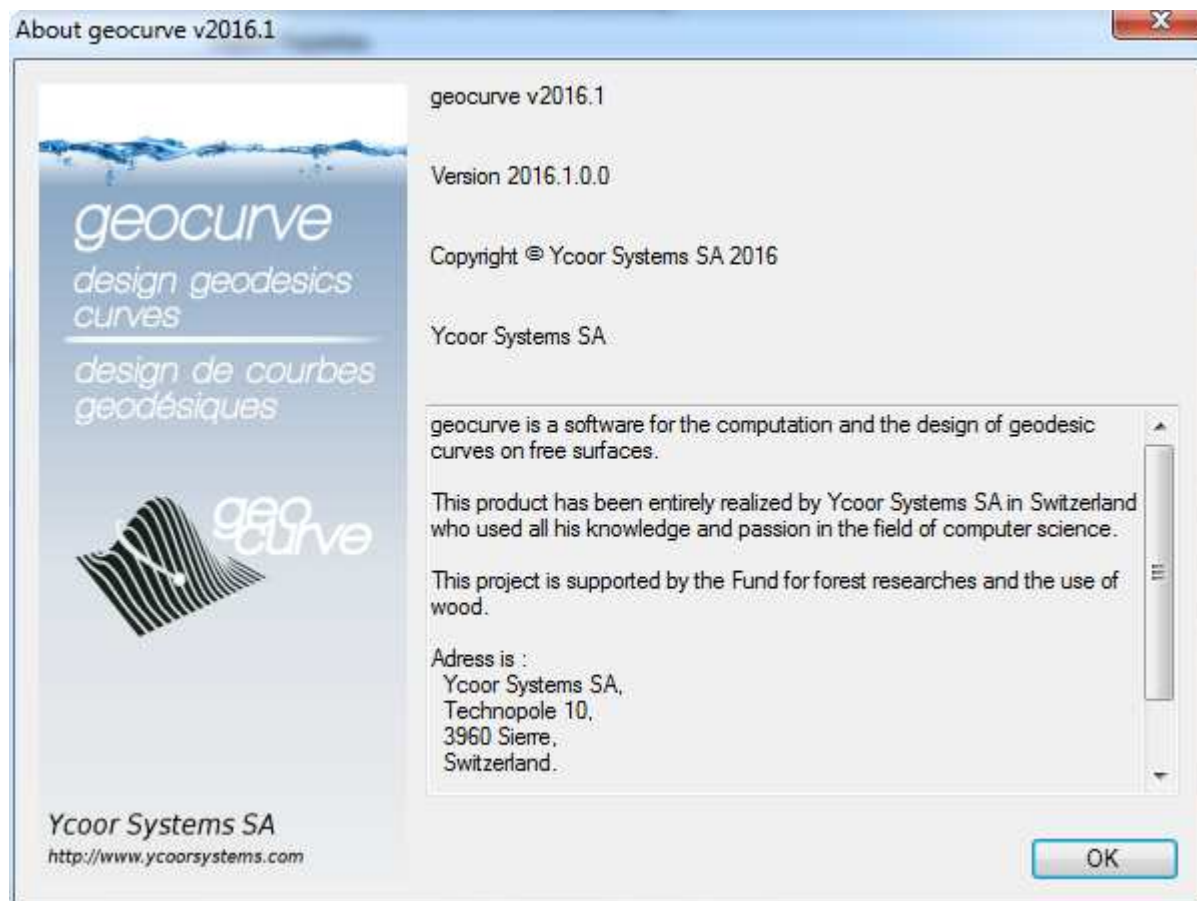 About geocurve v2016.1
geocurve
design geodesics
curves
design de courbes
geodésiques
geo
curve
Ycoor Systems SA
http://www.ycoorsystems.com
geocurve v2016.1
Version 2016.1.0.0
Copyright © Ycoor Systems SA 2016
Ycoor Systems SA
geocurve is a software for the computation and the design of geodesic
curves on free surfaces.
This product has been entirely realized by Ycoor Systems SA in Switzerland
who used all his knowledge and passion in the field of computer science.
This project is supported by the Fund for forest researches and the use of
wood.
Adress is :
Ycoor Systems SA,
Technopole 10,
3960 Sierre,
Switzerland.
OK